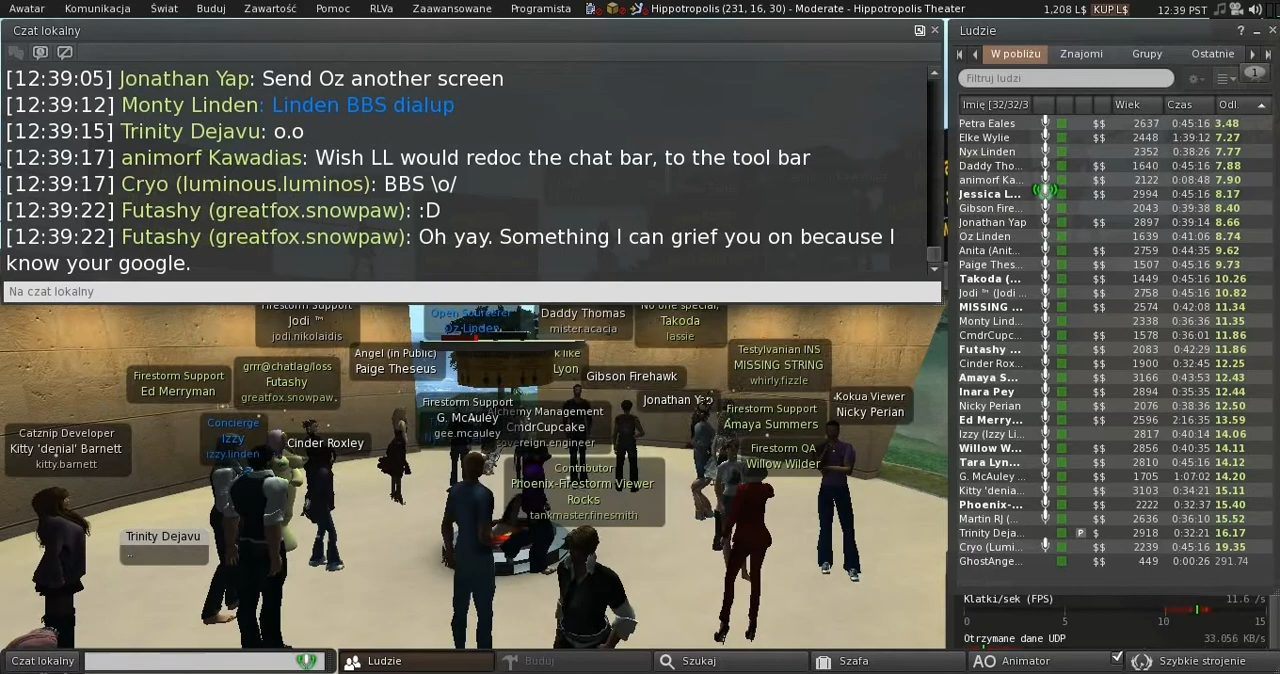 Awatar Komunikacja Świat Buduj Zawartość Pomoc RLVa Zaawansowane Programista Hippotropolis (231, 16, 30) - Moderate - Hippotropolis Theater 1,208 L$ KUP L$ 12:39 PST
Czat lokalny
[12:39:05] Jonathan Yap: Send Oz another screen
[12:39:12] Monty Linden: Linden BBS dialup
[12:39:15] Trinity Dejavu: o.o
[12:39:17] animorf Kawadias: Wish LL would redoc the chat bar, to the tool bar
[12:39:17] Cryo (luminous.luminos): BBS \o/
[12:39:22] Futashy (greatfox.snowpaw): :D
[12:39:22] Futashy (greatfox.snowpaw): Oh yay. Something I can grief you on because I
know your google.
Na czat lokalny
Firestorm Support
Jodi ™
jodi.nikolaidis
Open Sourcerer
Oz Linden
Daddy Thomas
mister.acacia
No one special,
Takoda
lassie
Angel (in Public)
Paige Theseus
k like
Lyon
Gibson Firehawk
Testylvanian INS
MISSING STRING
whirly.fizzle
Firestorm Support
Ed Merryman
grrr@chatlag/loss
Futashy
greatfox.snowpaw.
Firestorm Support
G. McAuley
gee.mcauley
Alchemy Management
CmdrCupcake
sovereign.engineer
Jonathan Yap
Firestorm Support
Amaya Summers
Kokua Viewer
Nicky Perian
Catznip Developer
Kitty 'denial' Barnett
kitty.barnett
Concierge
Izzy
izzy.linden
Cinder Roxley
Contributor
Phoenix-Firestorm Viewer
Rocks
tankmaster.finesmith
Firestorm QA
Willow Wilder
Trinity Dejavu
..
Ludzie
W pobliżu Znajomi Grupy Ostatnie
Filtruj ludzi
1
Imię [32/32/3 Wiek Czas Odl.
Petra Eales $$ 2637 0:45:16 3.48
Elke Wylie $$ 2448 1:39:12 7.27
Nyx Linden 2352 0:38:26 7.77
Daddy Tho... $$ 1640 0:45:16 7.88
animorf Ka... $$ 2122 0:08:48 7.90
Jessica L... $$ 2994 0:45:16 8.17
Gibson Fire... 2043 0:39:38 8.40
Jonathan Yap $$ 2897 0:39:14 8.66
Oz Linden 1639 0:41:06 8.74
Anita (Anit... $$ 2759 0:44:35 9.62
Paige Thes... $$ 1507 0:45:16 9.73
Takoda (... $$ 1449 0:45:16 10.26
Jodi ™ (Jodi ... $$ 2758 0:45:16 10.82
MISSING ... $$ 2574 0:42:08 11.34
Monty Lind... 2338 0:36:36 11.35
CmdrCupc... $$ 1578 0:36:01 11.86
Futashy ... $$ 2083 0:42:29 11.86
Cinder Rox... $$ 1900 0:32:45 12.25
Amaya S... $$ 3166 0:43:53 12.43
Inara Pey $$ 2894 0:35:35 12.44
Nicky Perian $$ 2076 0:38:36 12.50
Ed Merry... $$ 2596 2:16:35 13.59
Izzy (Izzy Li... 2817 0:40:14 14.06
Willow W... $$ 2856 0:40:35 14.11
Tara Lyn... $$ 2810 0:45:16 14.12
G. McAuley ... $$ 1705 1:07:02 14.20
Kitty 'denia... $$ 3103 0:34:21 15.11
Phoenix-... $$ 2222 0:32:37 15.40
Martin RJ (... $$ 2636 0:36:10 15.52
Trinity Deja... P $ 2918 0:32:21 16.17
Cryo (Lumi... $$ 2239 0:45:16 19.35
GhostAnge... $$ 449 0:00:26 291.74
Klatki/sek (FPS) 11.6 /s
0 5 10 15
Otrzymane dane UDP 33.056 KB/s
Czat lokalny Ludzie Buduj Szukaj Szafa AO Animator Szybkie strojenie